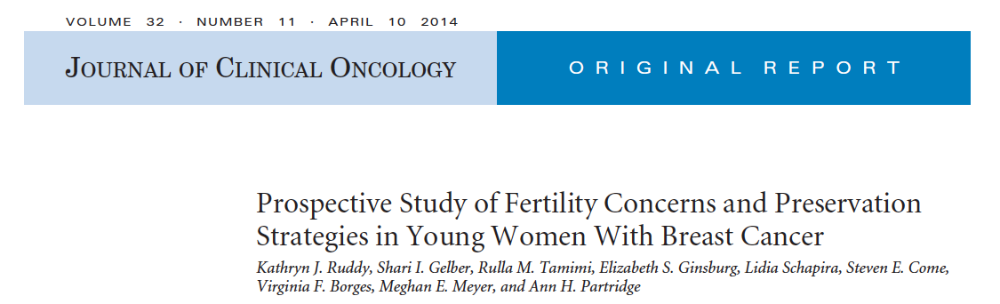 VOLUME 32 · NUMBER 11 · APRIL 10 2014
JOURNAL OF CLINICAL ONCOLOGY
ORIGINAL REPORT
Prospective Study of Fertility Concerns and Preservation
Strategies in Young Women With Breast Cancer
Kathryn J. Ruddy, Shari I. Gelber, Rulla M. Tamimi, Elizabeth S. Ginsburg, Lidia Schapira, Steven E. Come,
Virginia F. Borges, Meghan E. Meyer, and Ann H. Partridge